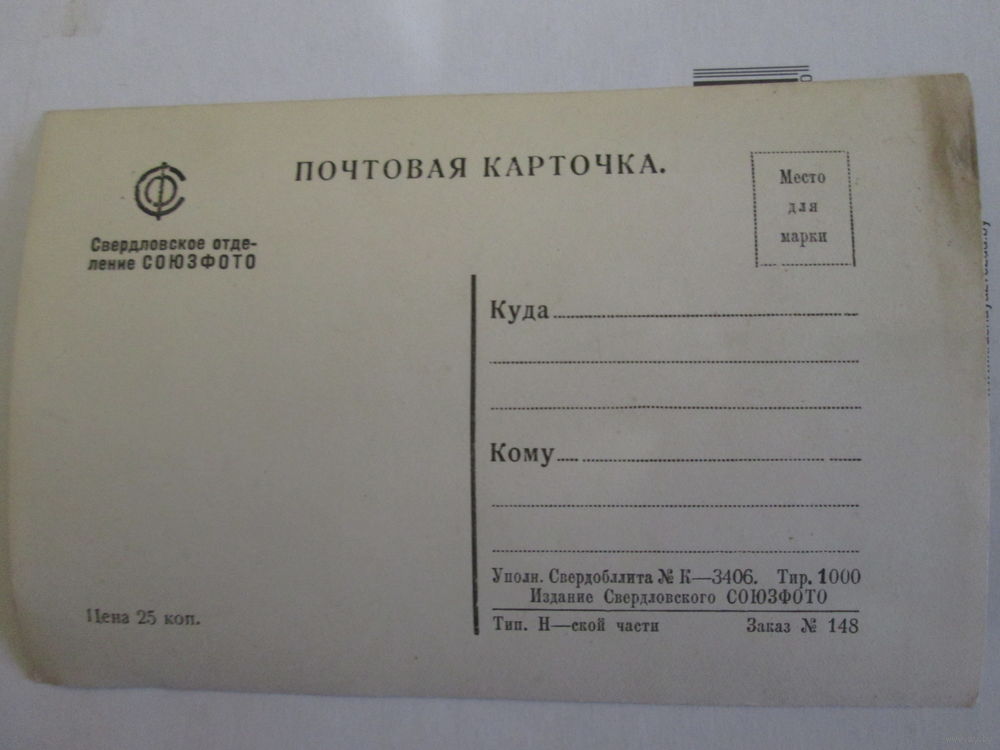 ПОЧТОВАЯ КАРТОЧКА.
Свердловское отде-
ление СОЮЗФОТО
Место
для
марки
Куда
Кому
Уполн. Свердобллита № К—3406. Тир. 1000
Издание Свердловского СОЮЗФОТО
Тип. Н—ской части Заказ № 148
Цена 25 коп.